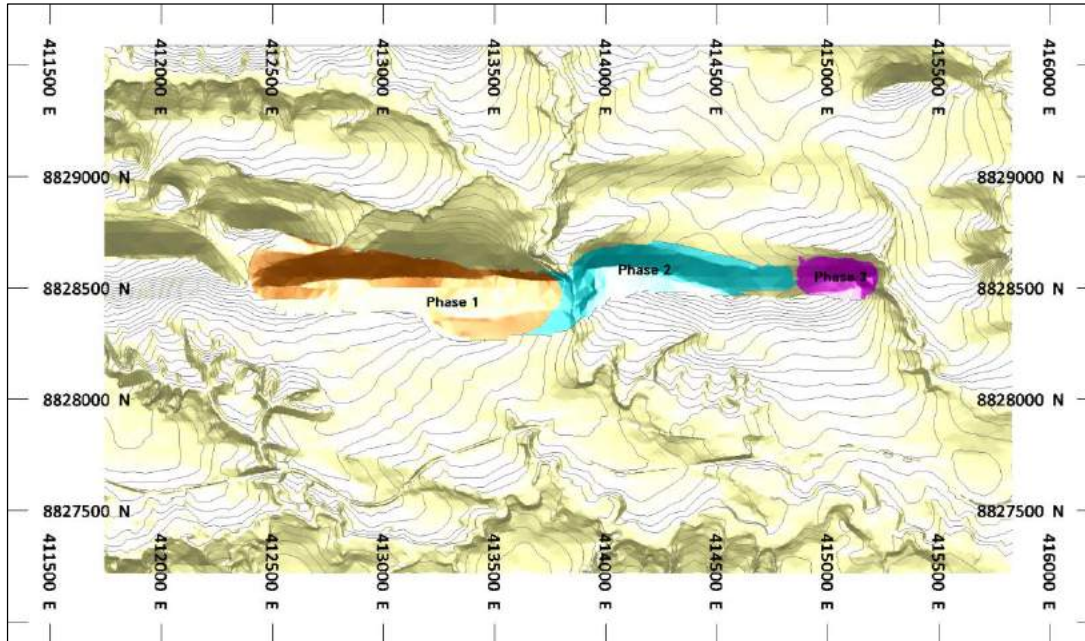 411500 E
412000 E
412500 E
413000 E
413500 E
414000 E
414500 E
415000 E
415500 E
416000 E
8829000 N
8829000 N
Phase 2
Phase
8828500 N
Phase 1
8828500 N
8828000 N
8828000 N
8827500 N
8827500 N
411500 E
412000 E
412500 E
413000 E
413500 E
414000 E
414500 E
415000 E
415500 E
416000 E